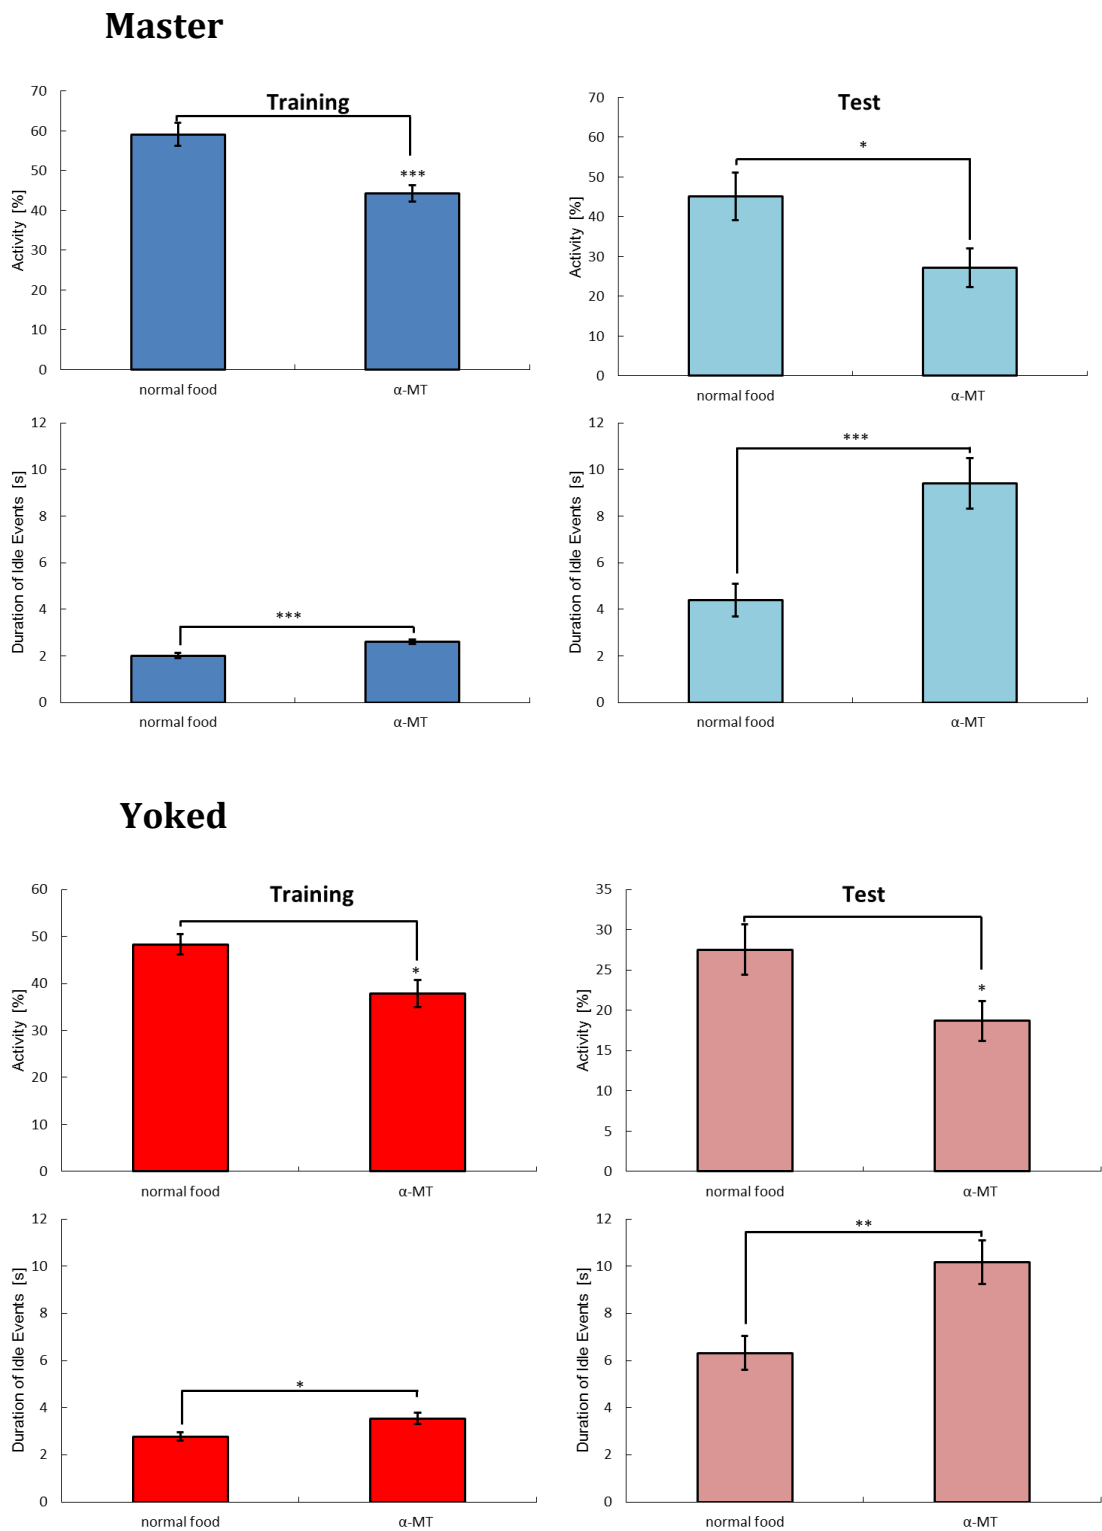 Master
Training
Activity [%]
70
60
50
40
30
20
10
0
***
normal food
α-MT
Test
Activity [%]
70
60
50
40
30
20
10
0
*
normal food
α-MT
Duration of Idle Events [s]
12
10
8
6
4
2
0
***
normal food
α-MT
Duration of Idle Events [s]
12
10
8
6
4
2
0
***
normal food
α-MT
Yoked
Training
Activity [%]
60
50
40
30
20
10
0
*
normal food
α-MT
Test
Activity [%]
35
30
25
20
15
10
5
0
*
normal food
α-MT
Duration of Idle Events [s]
12
10
8
6
4
2
0
*
normal food
α-MT
Duration of Idle Events [s]
12
10
8
6
4
2
0
**
normal food
α-MT